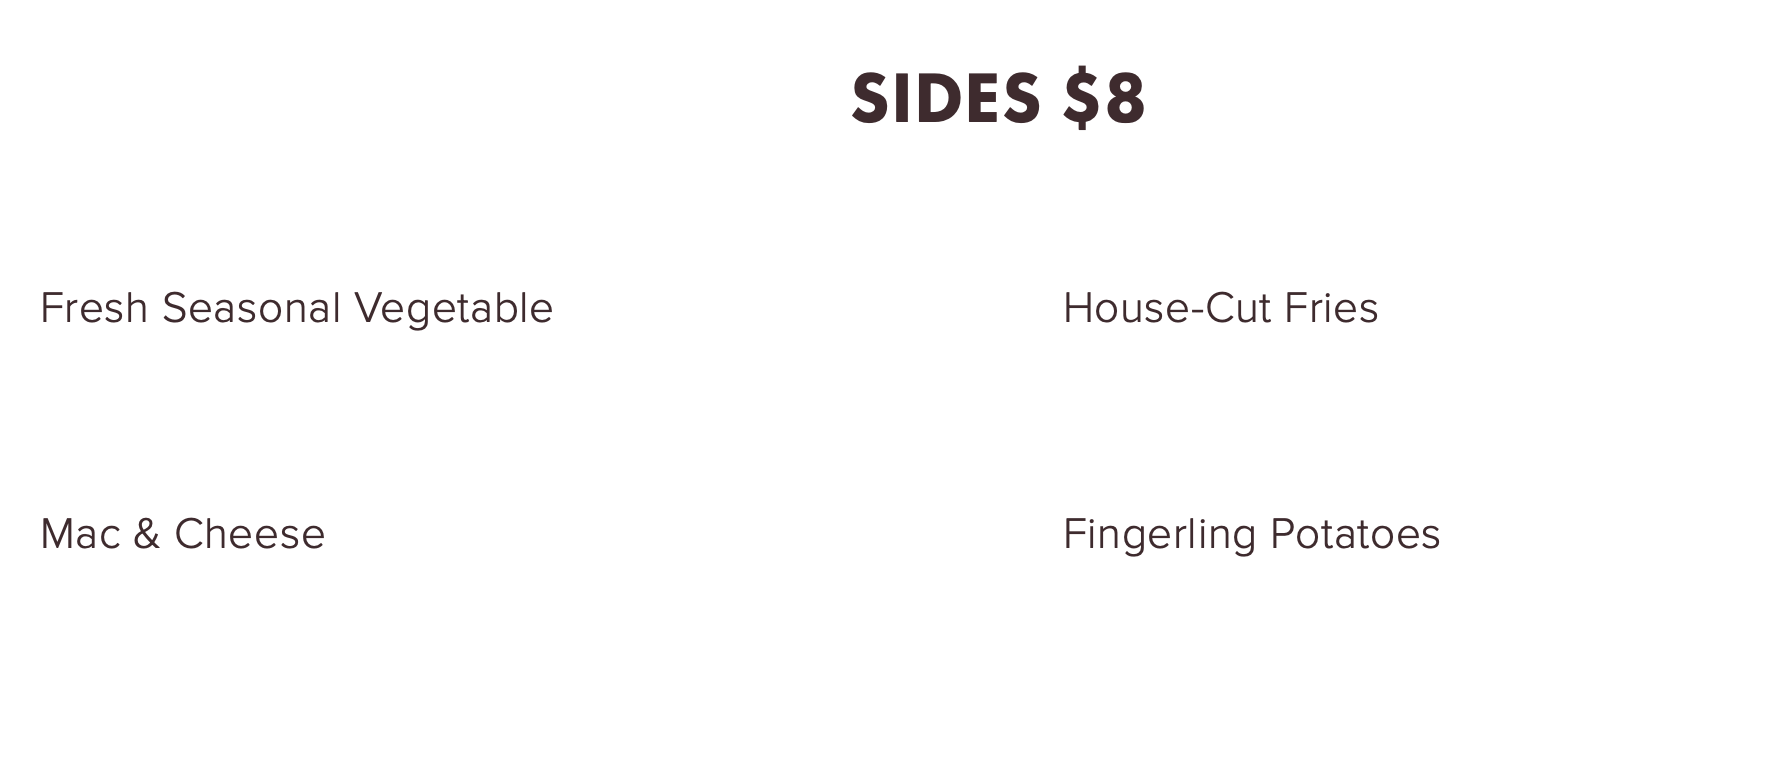 SIDES $8
Fresh Seasonal Vegetable
House-Cut Fries
Mac & Cheese
Fingerling Potatoes